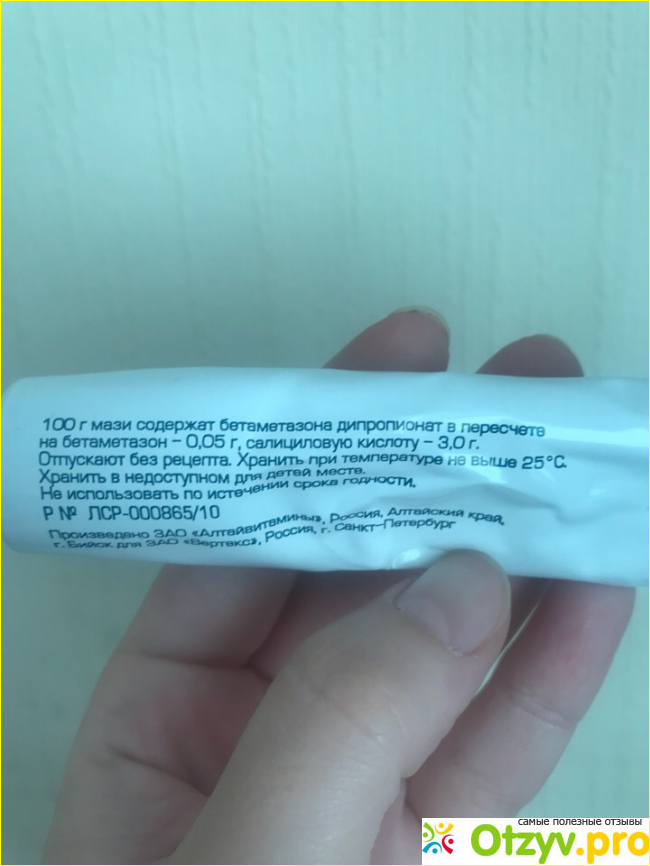 100 г мази содержат бетаметазона дипропионат в пересчете
на бетаметазон – 0,05 г, салициловую кислоту – 3,0 г.
Отпускают без рецепта. Хранить при температуре не выше 25°С.
Хранить в недоступном для детей месте.
Не использовать по истечении срока годности.
Р № ЛСР-000865/10
Произведено ЗАО «Алтайвитамины», Россия, Алтайский край,
г. Бийск для ЗАО «Вертекс», Россия, г. Санкт-Петербург
самые полезные отзывы
Otzyv.pro